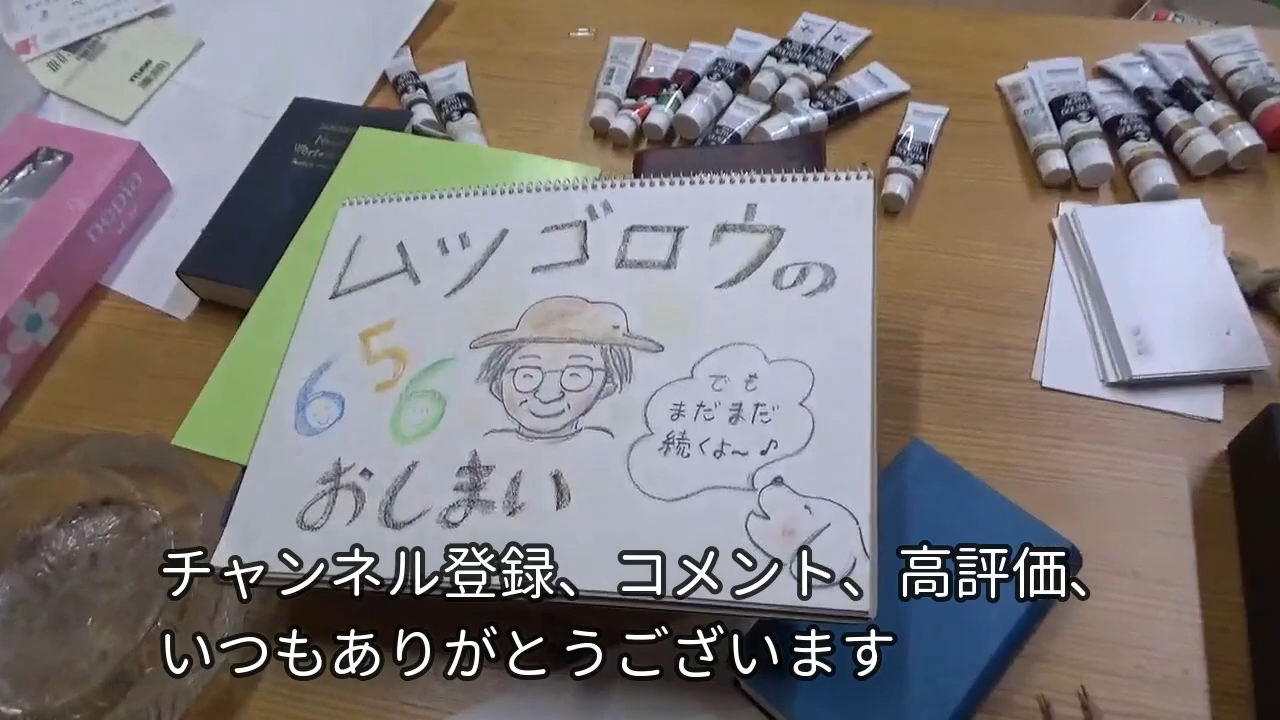 nepia
ムツゴロウの
656
おしまい
でも
まだまだ
続くよ〜♪
チャンネル登録、コメント、高評価、
いつもありがとうございます